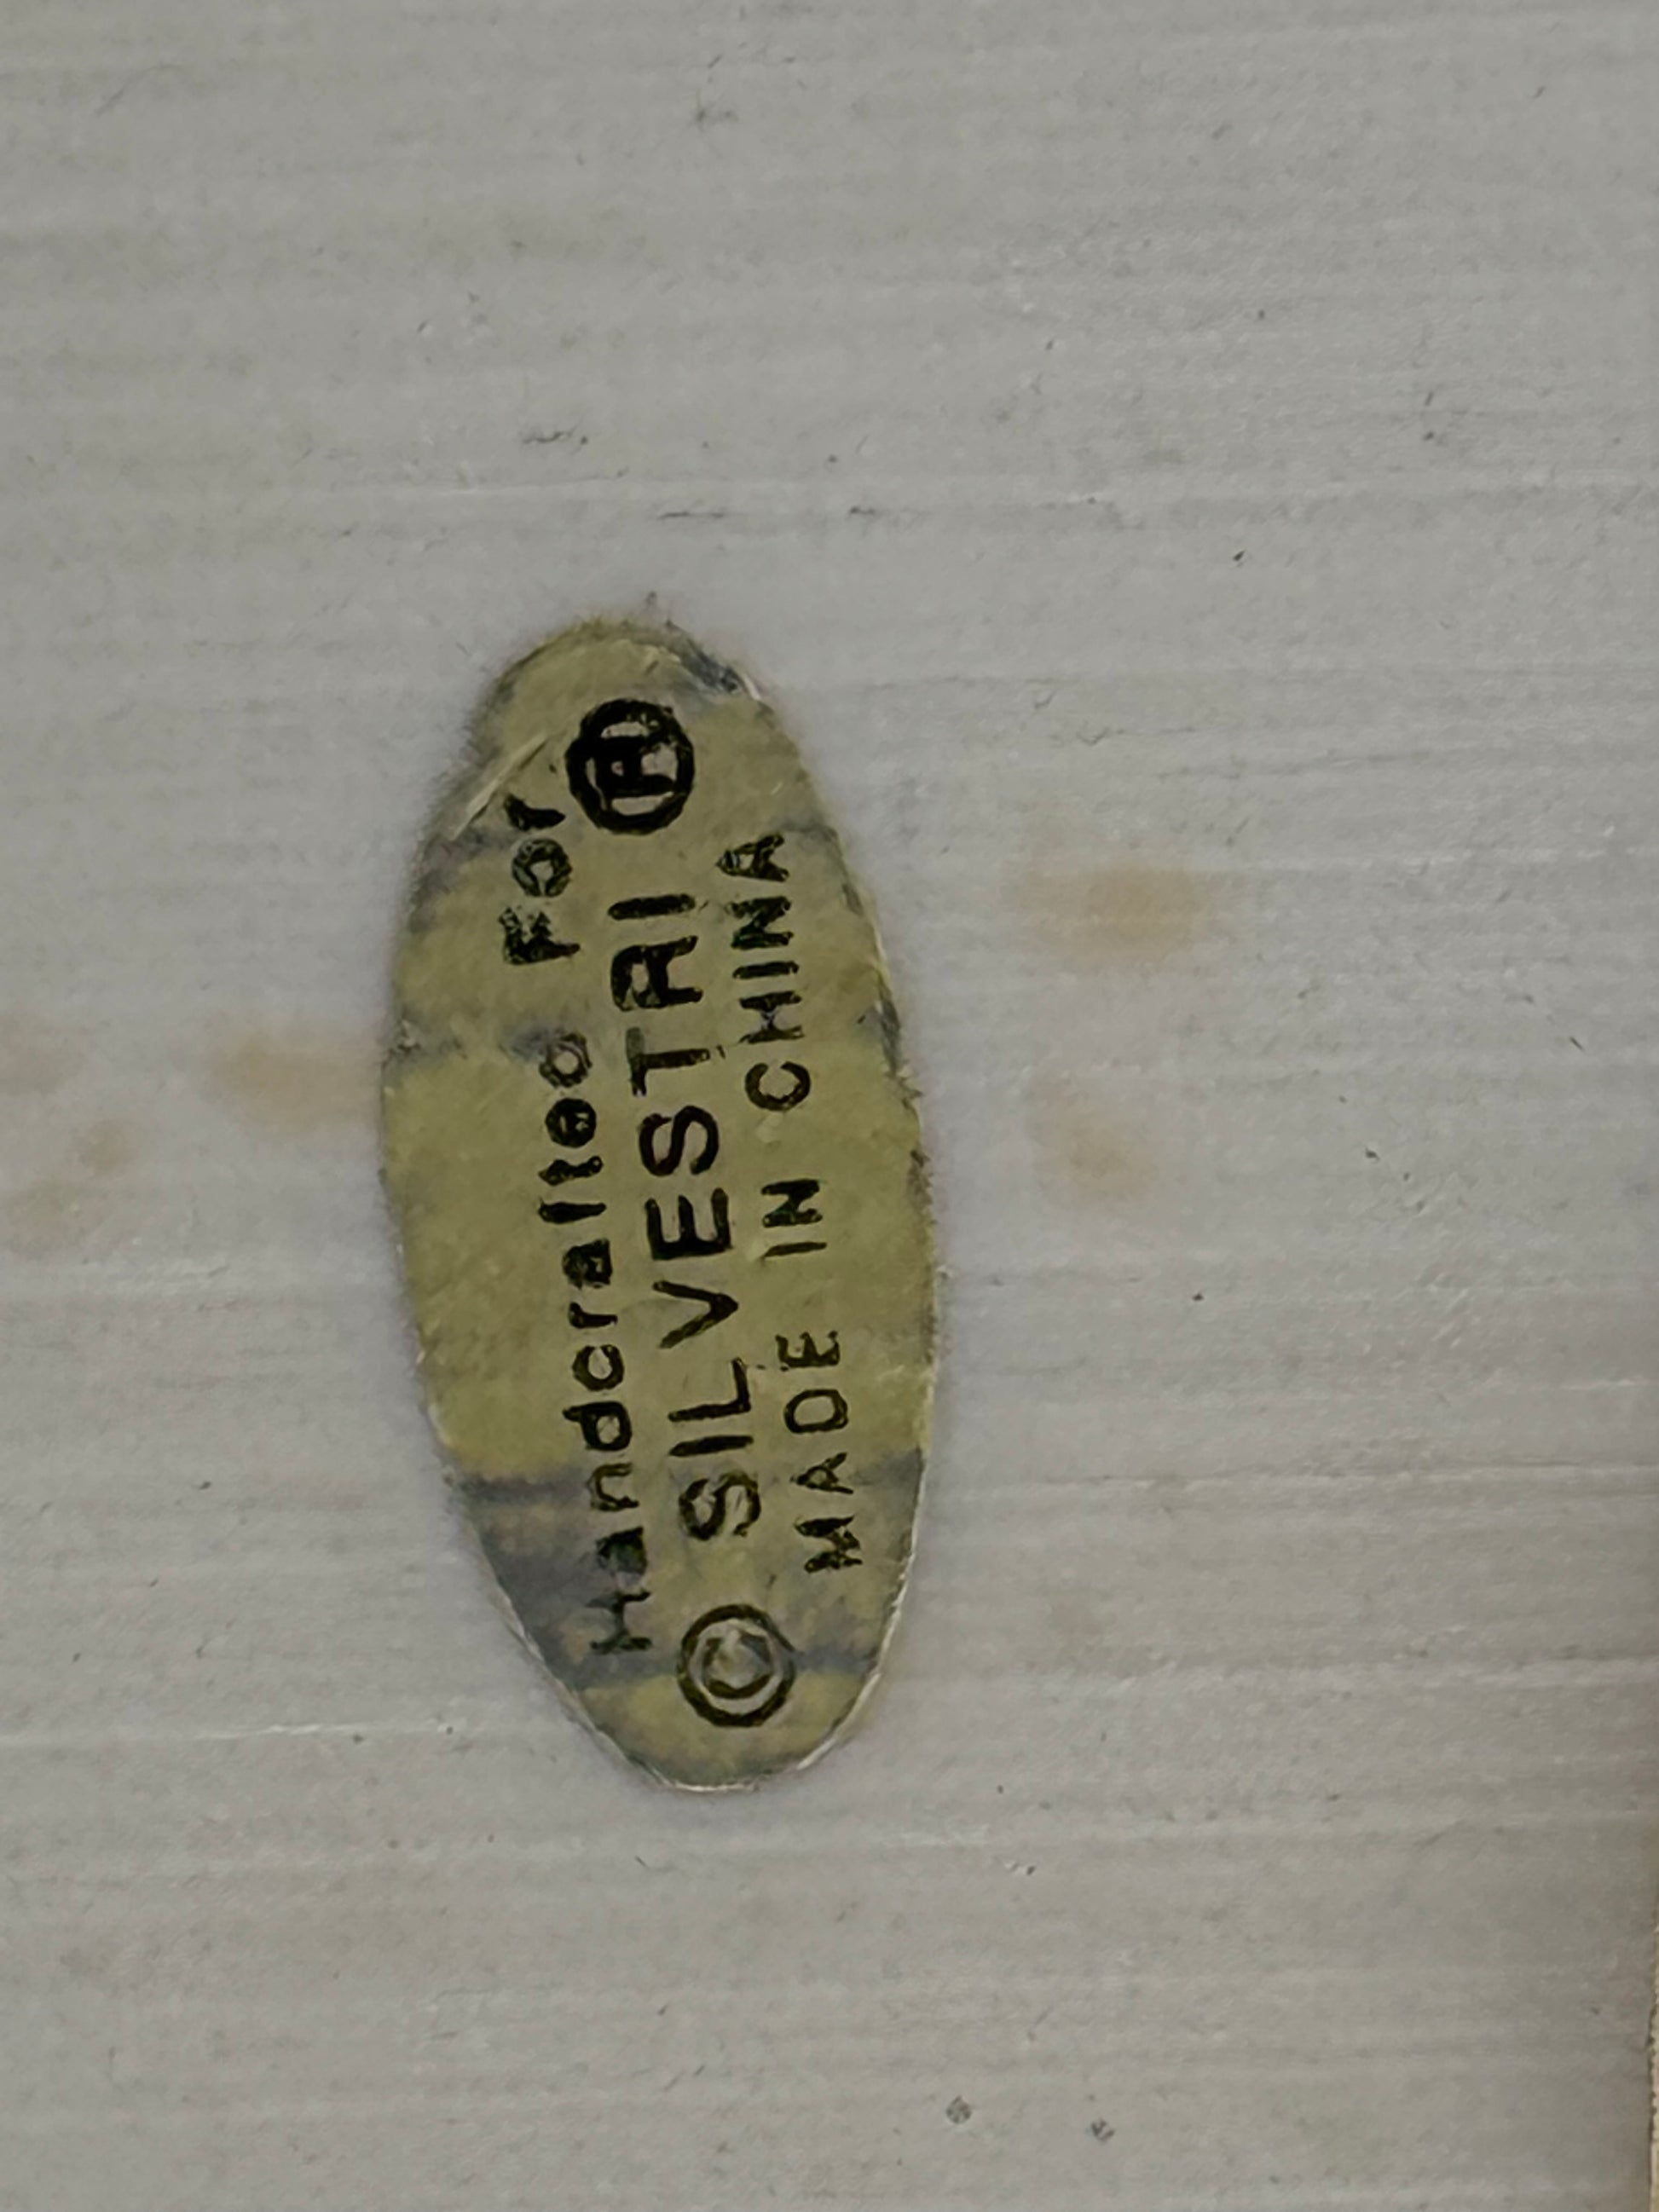 Handcrafted For
© SILVESTRI ®
MADE IN CHINA